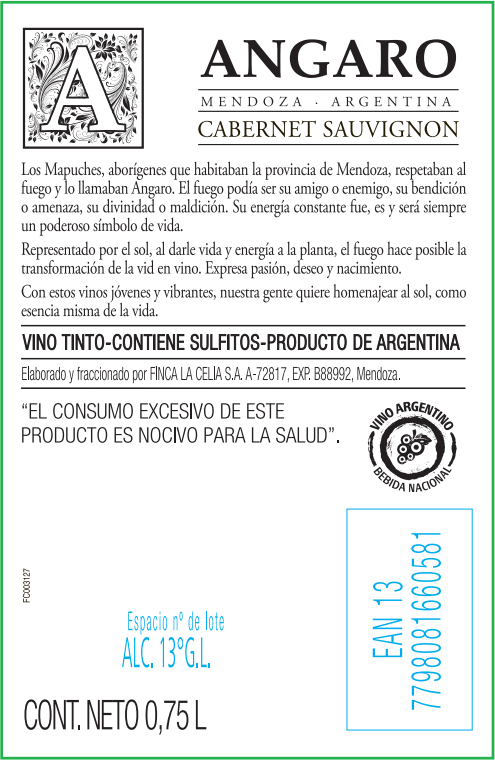 A
ANGARO
MENDOZA · ARGENTINA
CABERNET SAUVIGNON
Los Mapuches, aborígenes que habitaban la provincia de Mendoza, respetaban al
fuego y lo llamaban Angaro. El fuego podía ser su amigo o enemigo, su bendición
o amenaza, su divinidad o maldición. Su energía constante fue, es y será siempre
un poderoso símbolo de vida.
Representado por el sol, al darle vida y energía a la planta, el fuego hace posible la
transformación de la vid en vino. Expresa pasión, deseo y nacimiento.
Con estos vinos jóvenes y vibrantes, nuestra gente quiere homenajear al sol, como
esencia misma de la vida.
VINO TINTO-CONTIENE SULFITOS-PRODUCTO DE ARGENTINA
Elaborado y fraccionado por FINCA LA CELIA S.A. A-72817, EXP. B88992, Mendoza.
“EL CONSUMO EXCESIVO DE ESTE
PRODUCTO ES NOCIVO PARA LA SALUD”.
VINO ARGENTINO
BEBIDA NACIONAL
FC003127
Espacio nº de lote
ALC. 13°G.L.
EAN 13
7798081660581
CONT. NETO 0,75 L